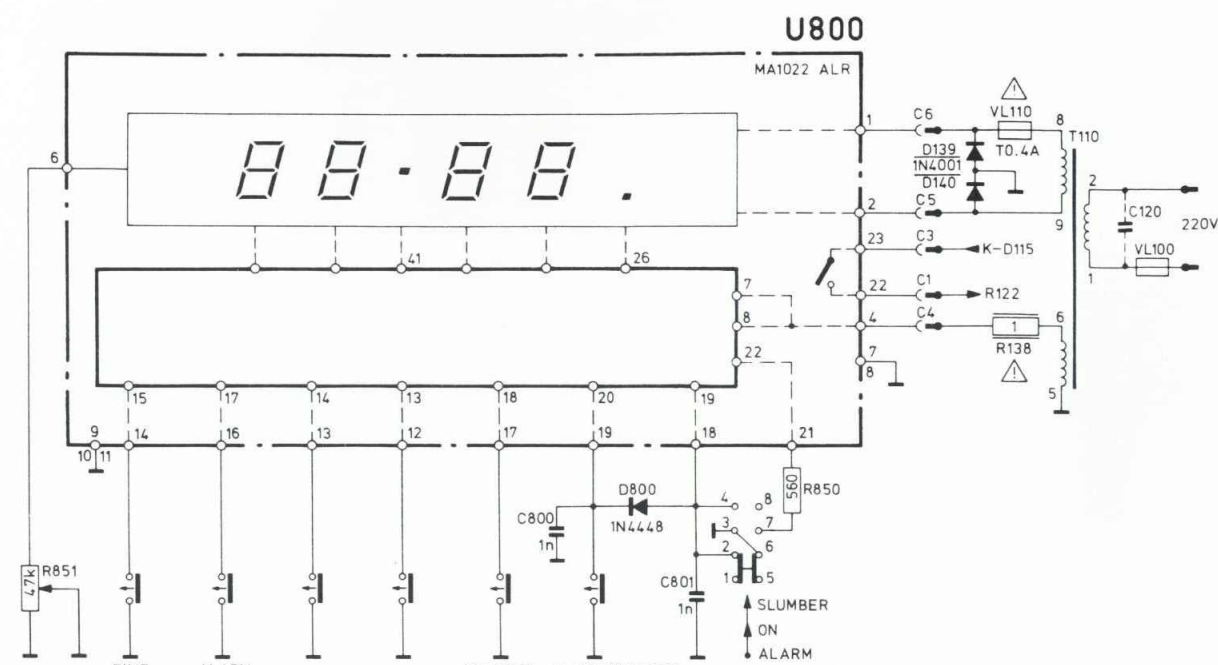 U800
MA1022 ALR
88·88.
6
1
C6
VL110
8
T110
T0.4A
D139
1N4001
D140
2
C5
9
2
C120
220V
VL100
1
23
C3
K-D115
22
C1
R122
4
C4
1
R138
6
5
7
8
41
26
7
8
22
15
17
14
13
18
20
19
9
10
11
14
16
13
12
17
19
18
21
560
R850
D800
1N4448
C800
1n
4
8
3
7
2
6
1
5
C801
1n
47k
R851
SLUMBER
ON
ALARM